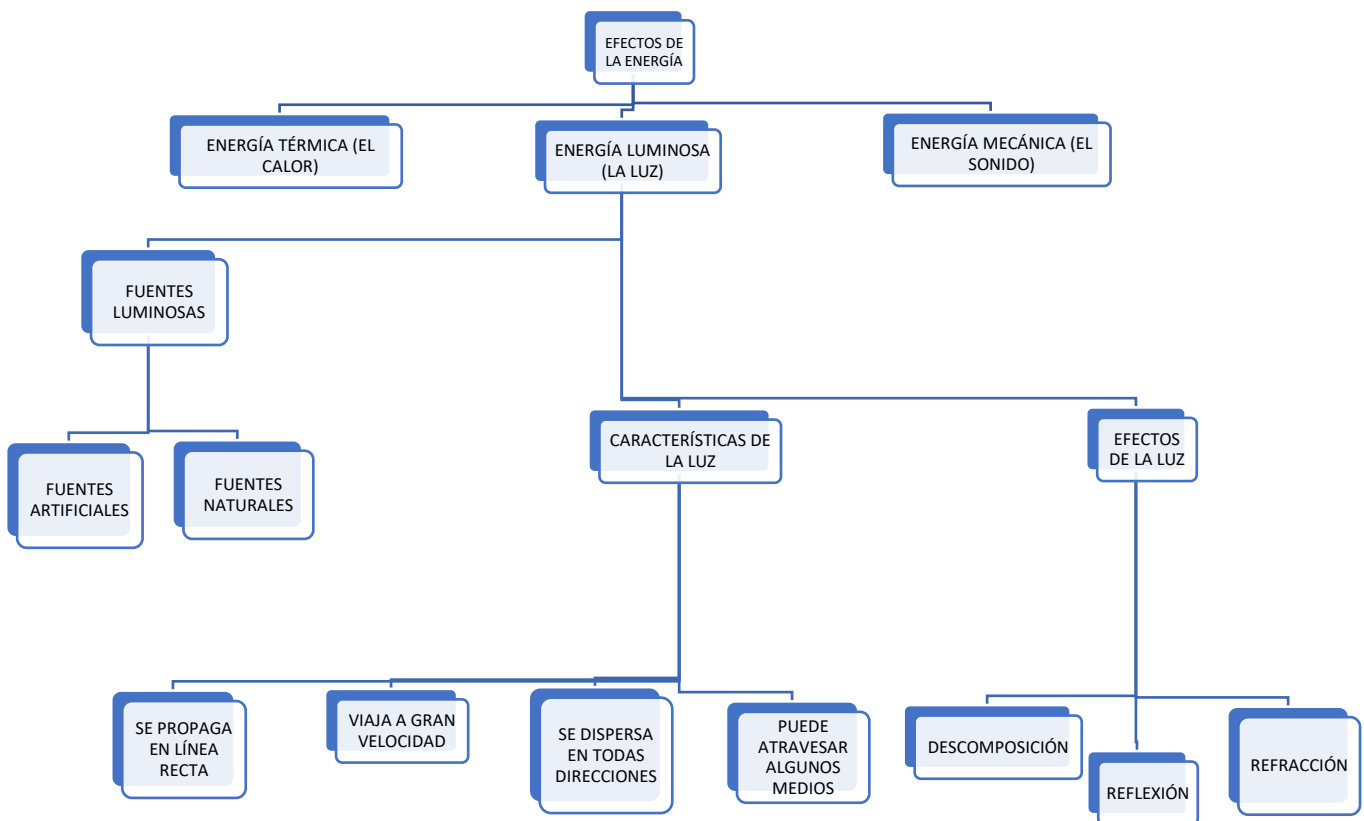 EFECTOS DE
LA ENERGÍA
ENERGÍA TÉRMICA (EL
CALOR)
ENERGÍA LUMINOSA
(LA LUZ)
ENERGÍA MECÁNICA (EL
SONIDO)
FUENTES
LUMINOSAS
FUENTES
ARTIFICIALES
FUENTES
NATURALES
CARACTERÍSTICAS DE
LA LUZ
EFECTOS
DE LA LUZ
SE PROPAGA
EN LÍNEA
RECTA
VIAJA A GRAN
VELOCIDAD
SE DISPERSA
EN TODAS
DIRECCIONES
PUEDE
ATRAVESAR
ALGUNOS
MEDIOS
DESCOMPOSICIÓN
REFLEXIÓN
REFRACCIÓN